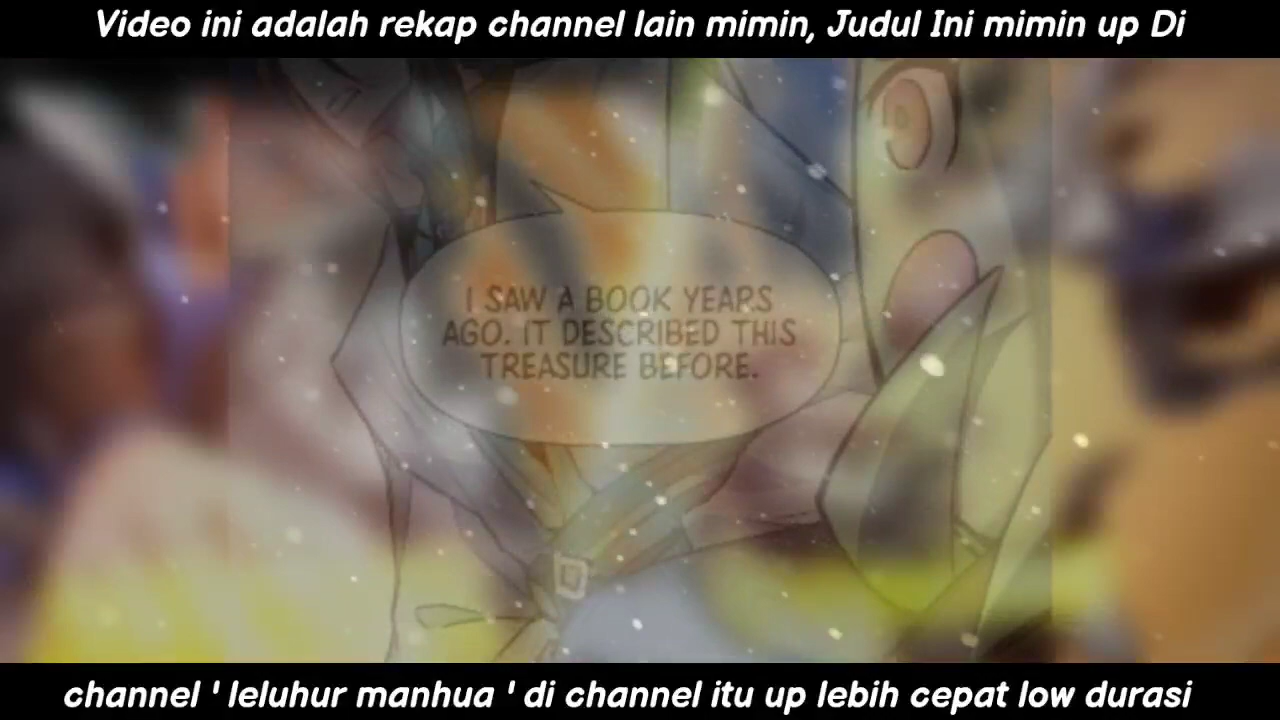 Video ini adalah rekap channel lain mimin, Judul Ini mimin up Di
I SAW A BOOK YEARS
AGO. IT DESCRIBED THIS
TREASURE BEFORE.
channel ' leluhur manhua ' di channel itu up lebih cepat low durasi